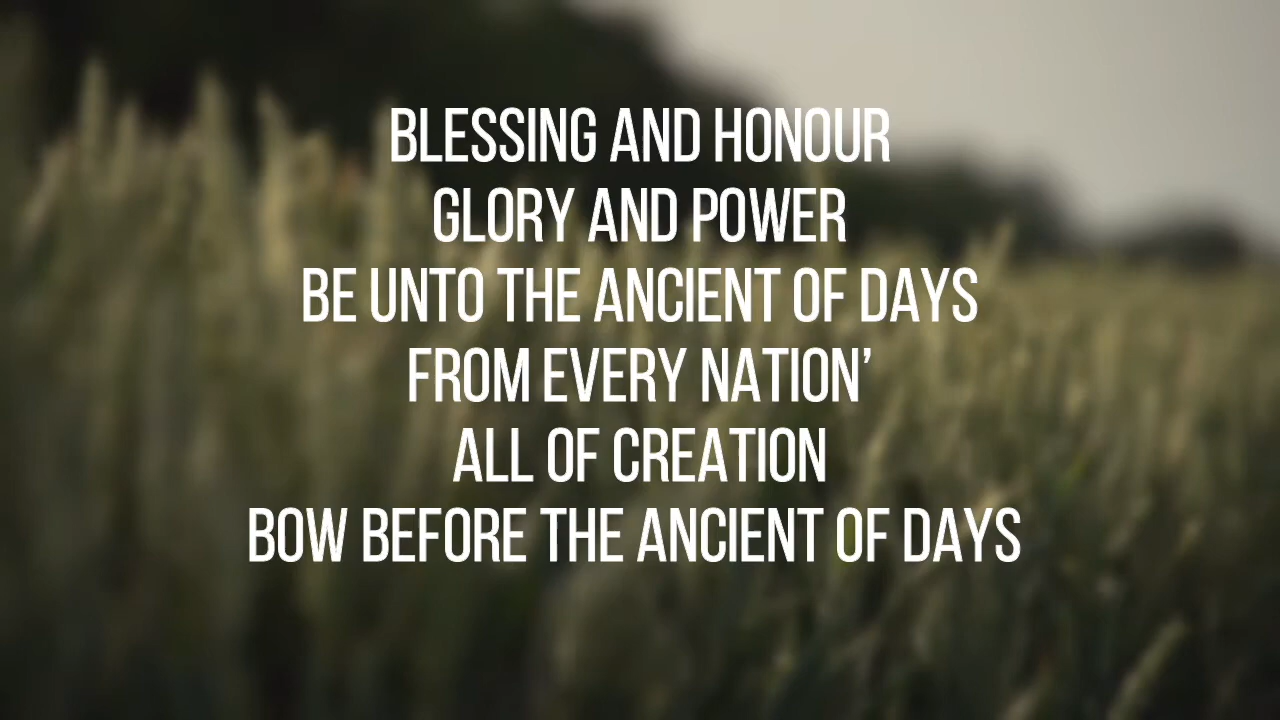 BLESSING AND HONOUR
GLORY AND POWER
BE UNTO THE ANCIENT OF DAYS
FROM EVERY NATION’
ALL OF CREATION
BOW BEFORE THE ANCIENT OF DAYS